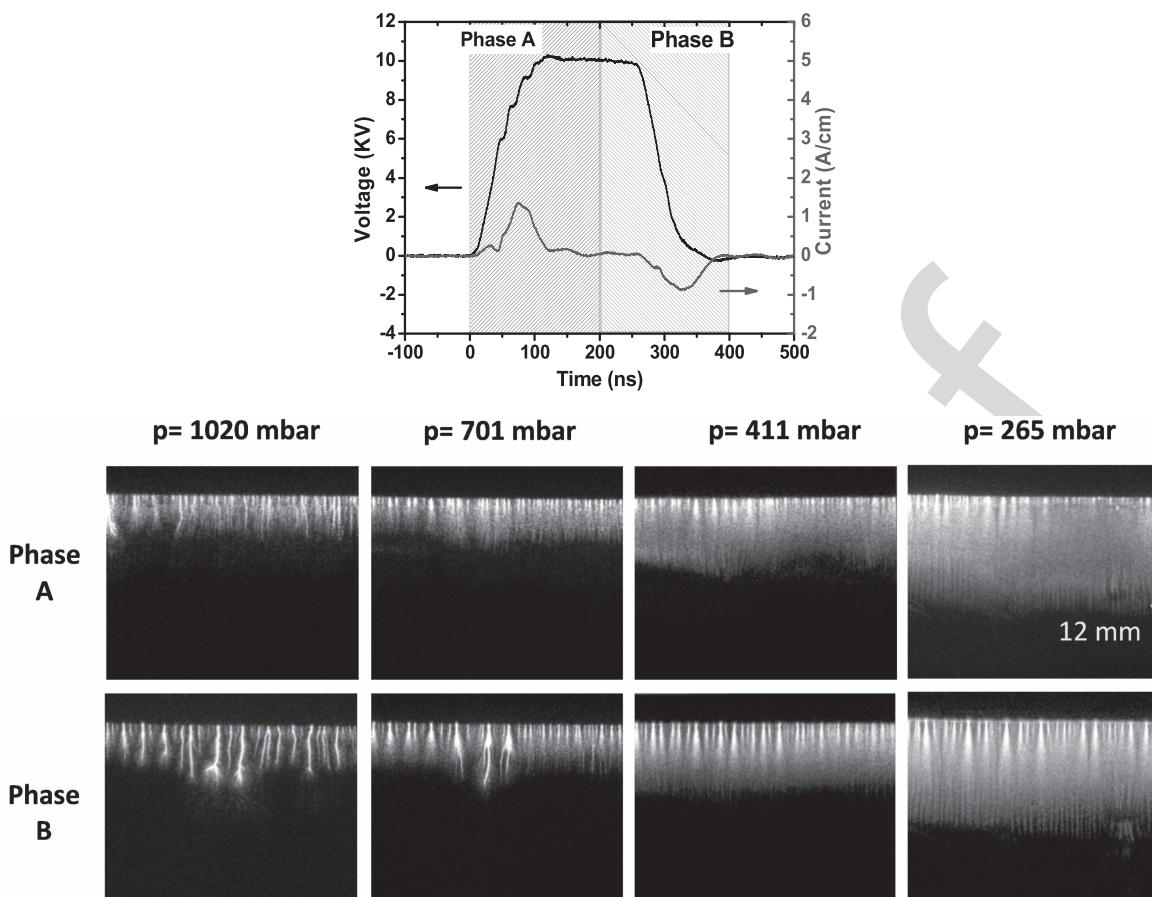 12
6
Phase A
Phase B
10
5
8
4
6
3
4
2
2
1
0
0
-2
-1
-4
-2
Voltage (KV)
Current (A/cm)
-100
0
100
200
300
400
500
Time (ns)
f
p= 1020 mbar
p= 701 mbar
p= 411 mbar
p= 265 mbar
Phase
A
12 mm
Phase
B